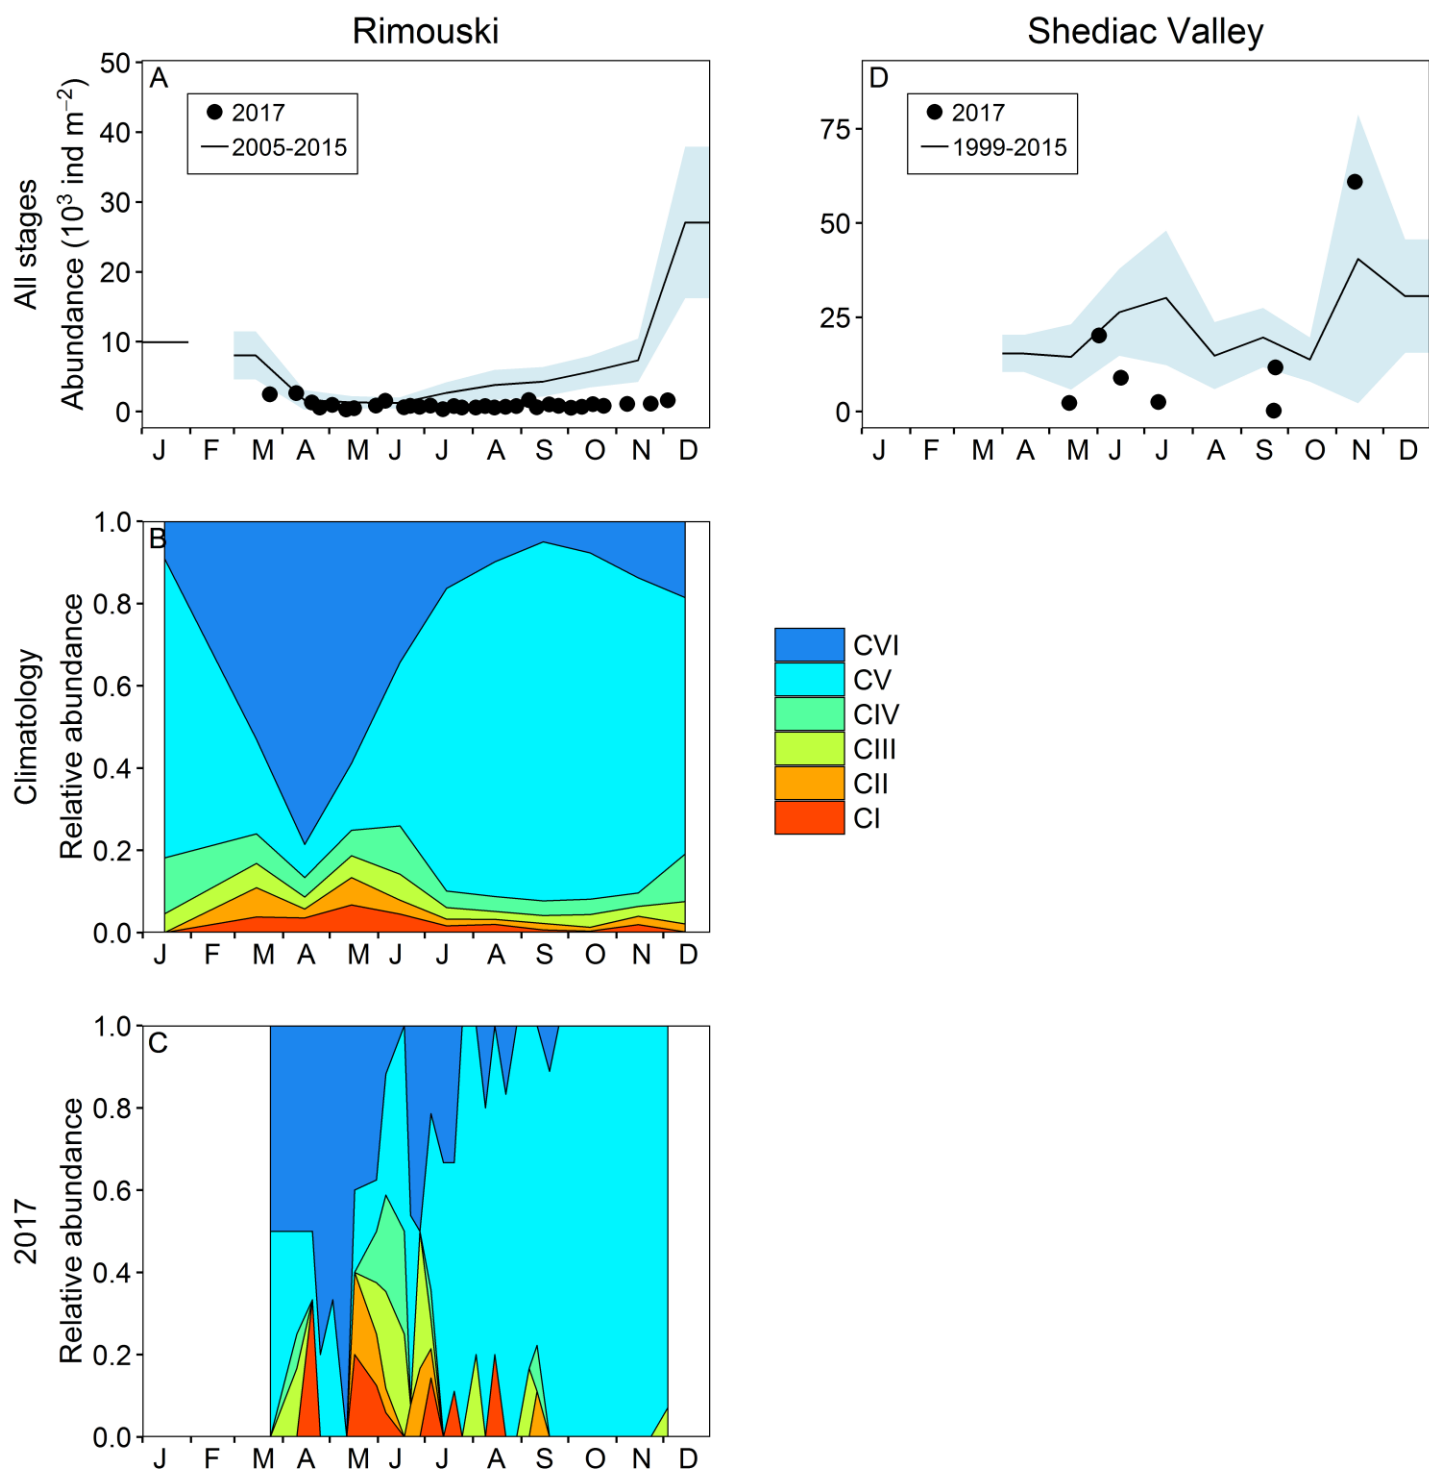 Rimouski
Shediac Valley
A
2017
2005-2015
50
40
30
20
10
0
All stages
Abundance (10³ ind m⁻²)
J F M A M J J A S O N D
D
2017
1999-2015
75
50
25
0
J F M A M J J A S O N D
B
1.0
0.8
0.6
0.4
0.2
0.0
Climatology
Relative abundance
J F M A M J J A S O N D
CVI
CV
CIV
CIII
CII
CI
C
1.0
0.8
0.6
0.4
0.2
0.0
2017
Relative abundance
J F M A M J J A S O N D